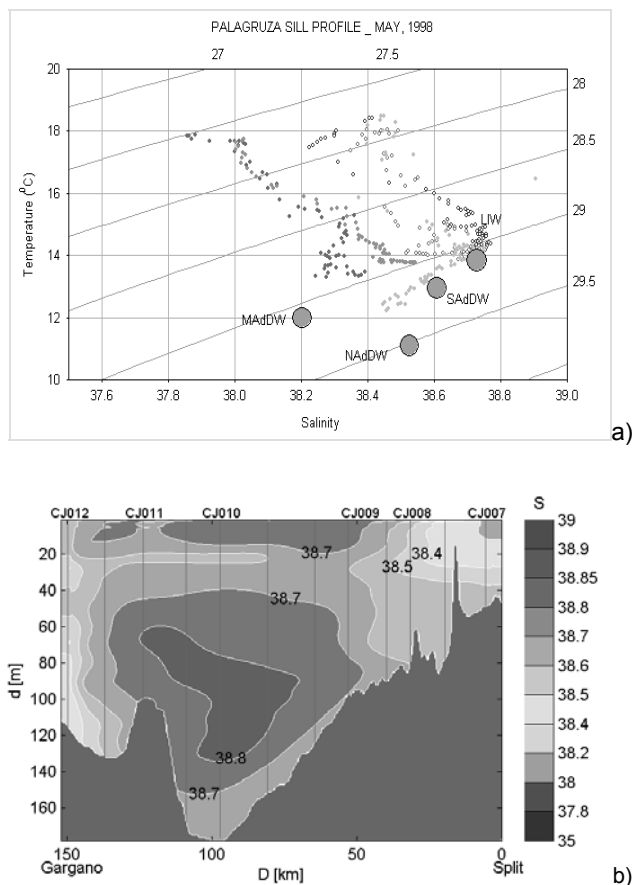 PALAGRUZA SILL PROFILE _ MAY, 1998
27 27.5
20 28
18 28.5
16 29
14 29.5
12
10
Temperature (⁰C)
LIW
SAdDW
MAdDW
NAdDW
37.6 37.8 38.0 38.2 38.4 38.6 38.8 39.0
Salinity
a)
CJ012 CJ011 CJ010 CJ009 CJ008 CJ007 S
20
40
60
80
100
120
140
160
d [m]
38.7 38.4
38.5
38.7
38.8
38.7
39
38.9
38.85
38.8
38.7
38.6
38.5
38.4
38.2
38
37.8
35
150 100 50 0
Gargano D [km] Split
b)